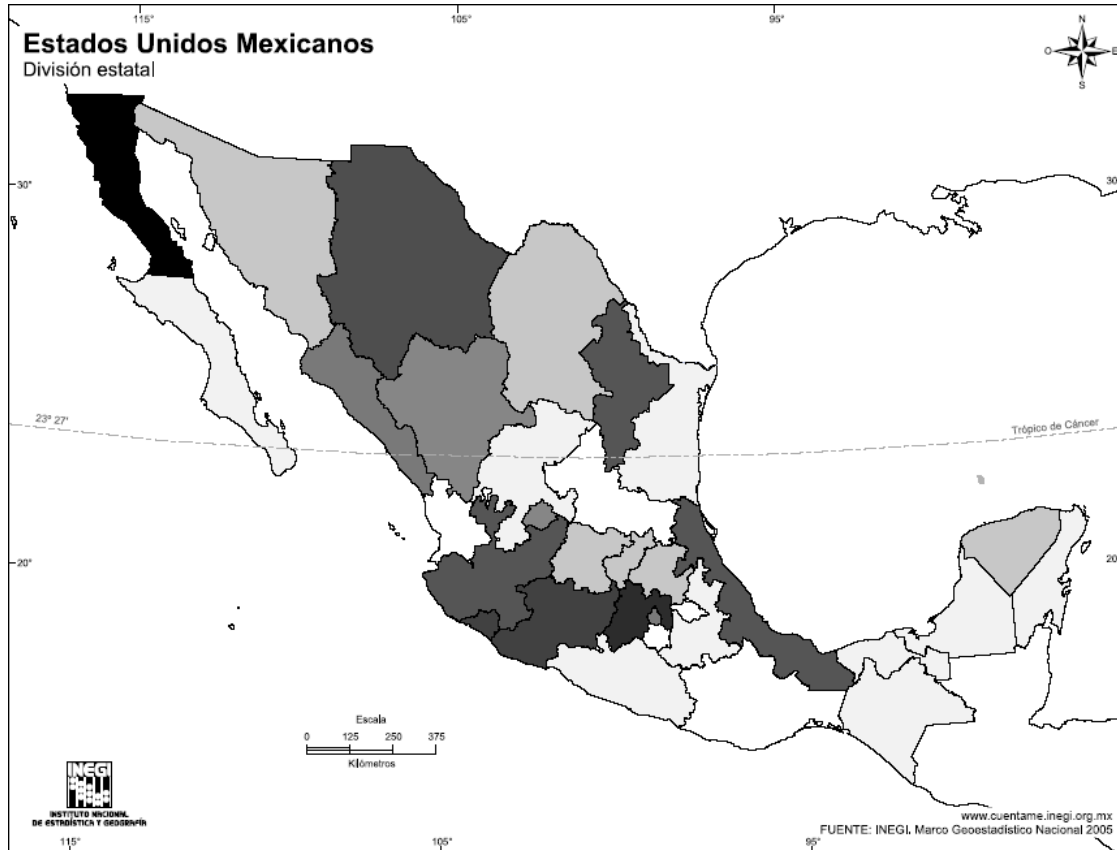 115°
105°
95°
Estados Unidos Mexicanos
División estatal
N
O
E
S
30°
30
23° 27'
Trópico de Cáncer
20°
20
Escala
0 125 250 375
Kilómetros
INEGI
INSTITUTO NACIONAL
DE ESTADÍSTICA Y GEOGRAFÍA
www.cuentame.inegi.org.mx
FUENTE: INEGI. Marco Geoestadístico Nacional 2005
115°
105°
95°